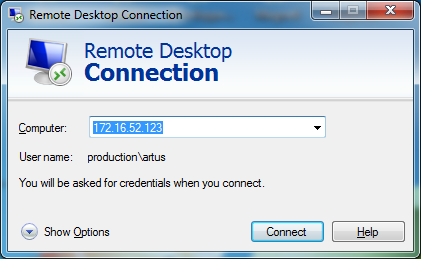 Remote Desktop Connection
Remote Desktop
Connection
Computer: 172.16.52.123
User name: production\artus
You will be asked for credentials when you connect.
Show Options Connect Help